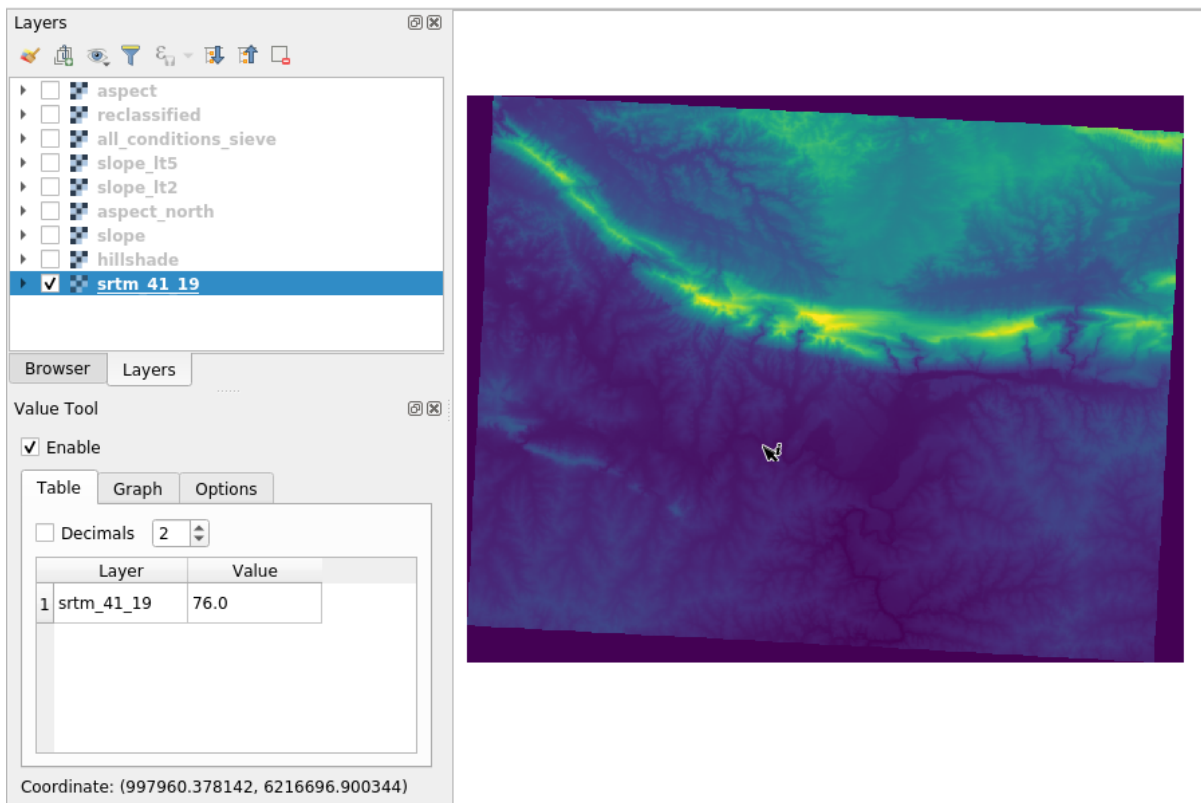 Layers
aspect
reclassified
all_conditions_sieve
slope_lt5
slope_lt2
aspect_north
slope
hillshade
srtm_41_19
Browser Layers
Value Tool
Enable
Table Graph Options
Decimals 2
Layer Value
1 srtm_41_19 76.0
Coordinate: (997960.378142, 6216696.900344)